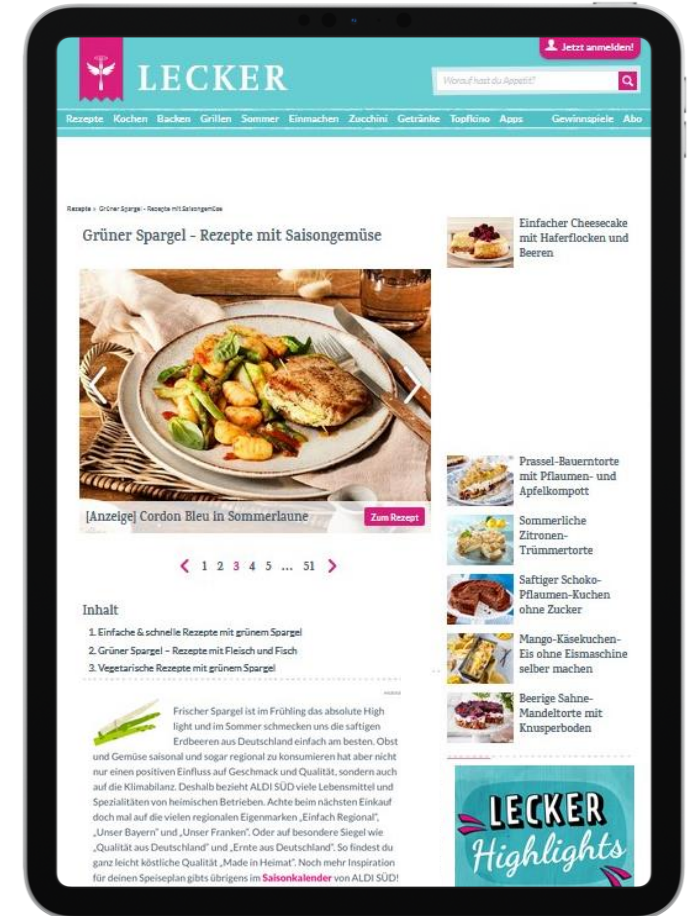 Jetzt anmelden!
LECKER
Worauf hast du Appetit?
Rezepte Kochen Backen Grillen Sommer Einmachen Zucchini Getränke Topfkino Apps Gewinnspiele Abo
Rezepte » Grüner Spargel - Rezepte mit Saisongemüse
Grüner Spargel - Rezepte mit Saisongemüse
[Anzeige] Cordon Bleu in Sommerlaune
Zum Rezept
1 2 3 4 5 ... 51
Inhalt
1. Einfache & schnelle Rezepte mit grünem Spargel
2. Grüner Spargel – Rezepte mit Fleisch und Fisch
3. Vegetarische Rezepte mit grünem Spargel
Frischer Spargel ist im Frühling das absolute High
light und im Sommer schmecken uns die saftigen
Erdbeeren aus Deutschland einfach am besten. Obst
und Gemüse saisonal und sogar regional zu konsumieren hat aber nicht
nur einen positiven Einfluss auf Geschmack und Qualität, sondern auch
auf die Klimabilanz. Deshalb bezieht ALDI SÜD viele Lebensmittel und
Spezialitäten von heimischen Betrieben. Achte beim nächsten Einkauf
doch mal auf die vielen regionalen Eigenmarken „Einfach Regional“,
„Unser Bayern“ und „Unser Franken“. Oder auf besondere Siegel wie
„Qualität aus Deutschland“ und „Ernte aus Deutschland“. So findest du
ganz leicht köstliche Qualität „Made in Heimat“. Noch mehr Inspiration
für deinen Speiseplan gibts übrigens im Saisonkalender von ALDI SÜD!
Einfacher Cheesecake
mit Haferflocken und
Beeren
Prassel-Bauerntorte
mit Pflaumen- und
Apfelkompott
Sommerliche
Zitronen-
Trümmertorte
Saftiger Schoko-
Pflaumen-Kuchen
ohne Zucker
Mango-Käsekuchen-
Eis ohne Eismaschine
selber machen
Beerige Sahne-
Mandeltorte mit
Knusperboden
LECKER
Highlights